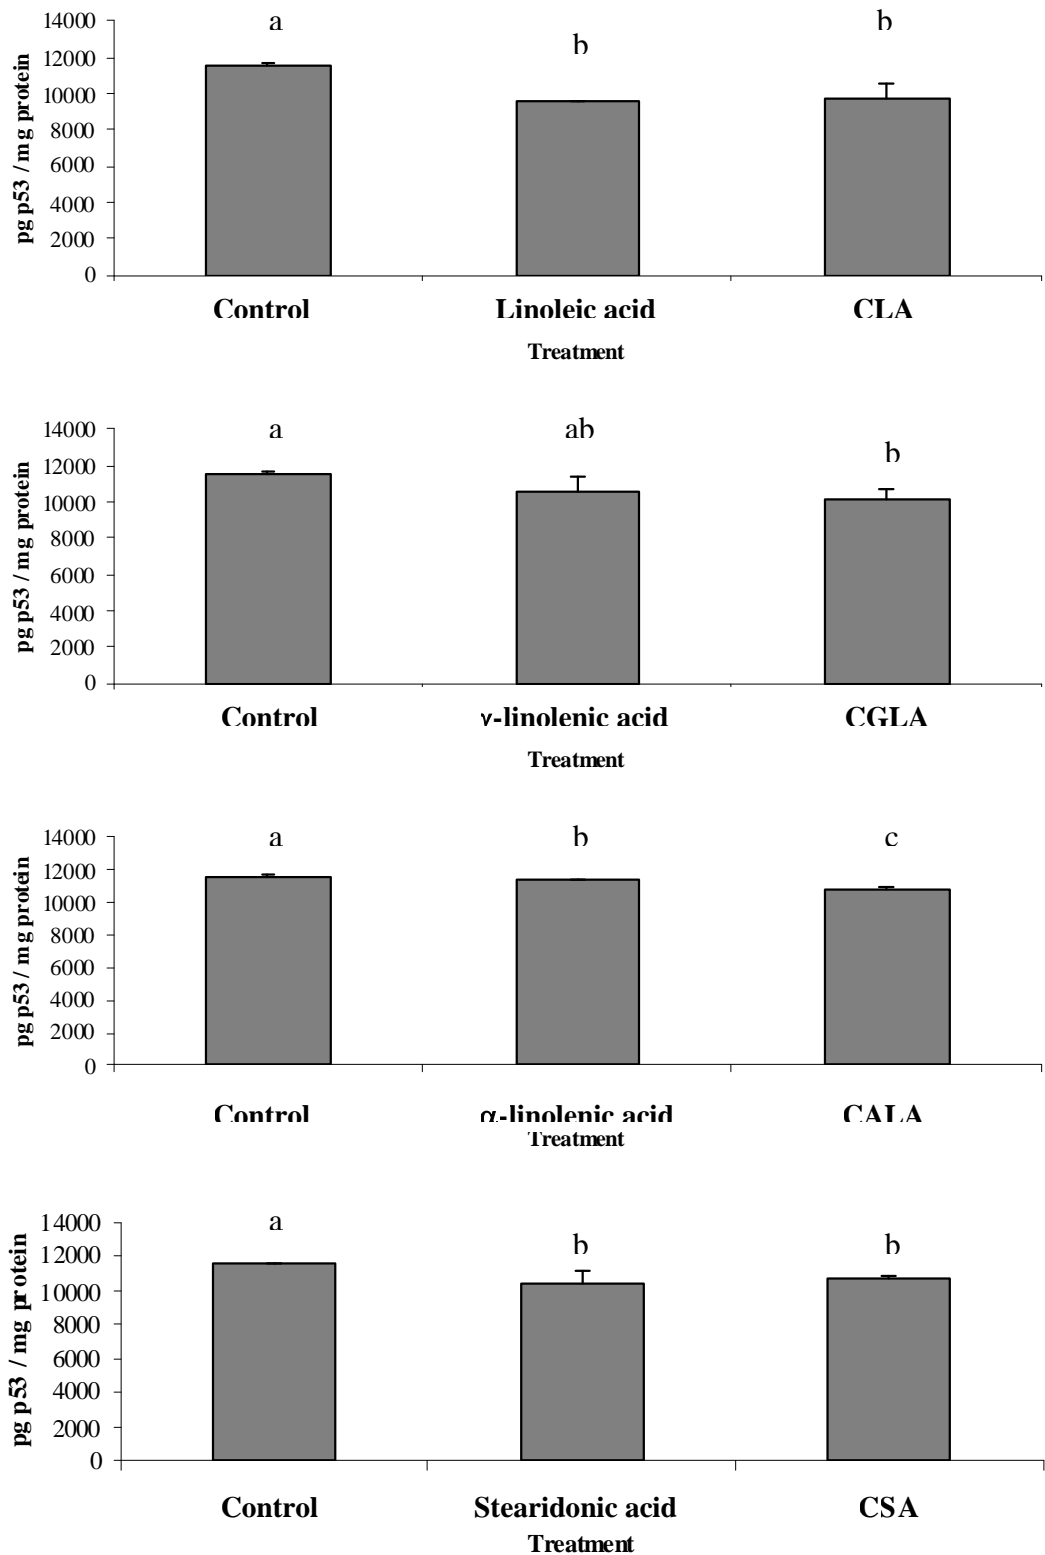 a
b
b
14000
12000
10000
8000
6000
4000
2000
0
pg p53 / mg protein
Control Linoleic acid CLA
Treatment
a
ab
b
14000
12000
10000
8000
6000
4000
2000
0
pg p53 / mg protein
Control γ-linolenic acid CGLA
Treatment
a
b
c
14000
12000
10000
8000
6000
4000
2000
0
pg p53 / mg protein
Control α-linolenic acid CALA
Treatment
a
b
b
14000
12000
10000
8000
6000
4000
2000
0
pg p53 / mg protein
Control Stearidonic acid CSA
Treatment